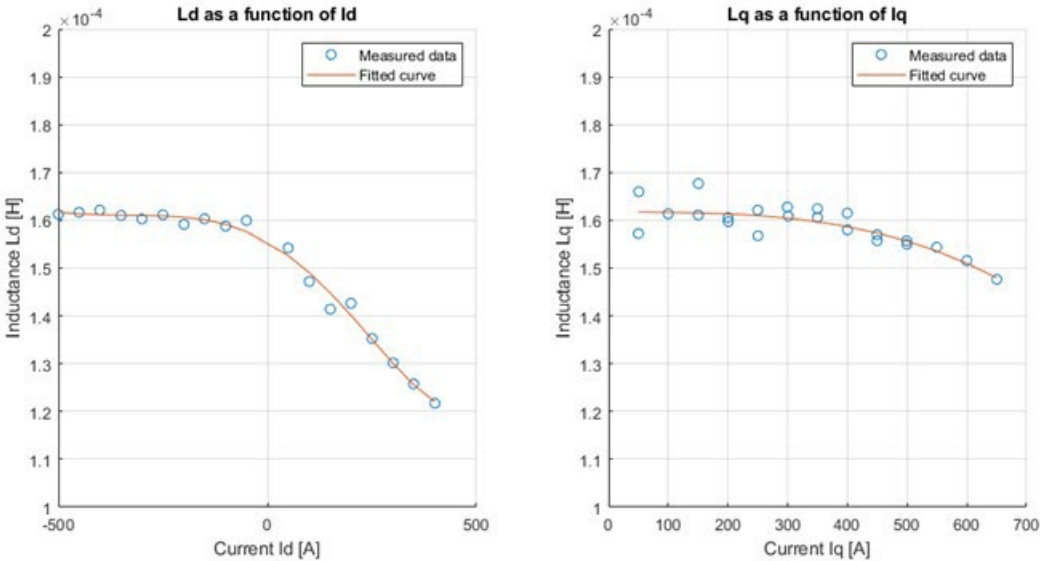 Ld as a function of Id
×10⁻⁴
Measured data
Fitted curve
2
1.9
1.8
1.7
1.6
1.5
1.4
1.3
1.2
1.1
1
Inductance Ld [H]
-500 0 500
Current Id [A]
Lq as a function of Iq
×10⁻⁴
Measured data
Fitted curve
2
1.9
1.8
1.7
1.6
1.5
1.4
1.3
1.2
1.1
1
Inductance Lq [H]
0 100 200 300 400 500 600 700
Current Iq [A]